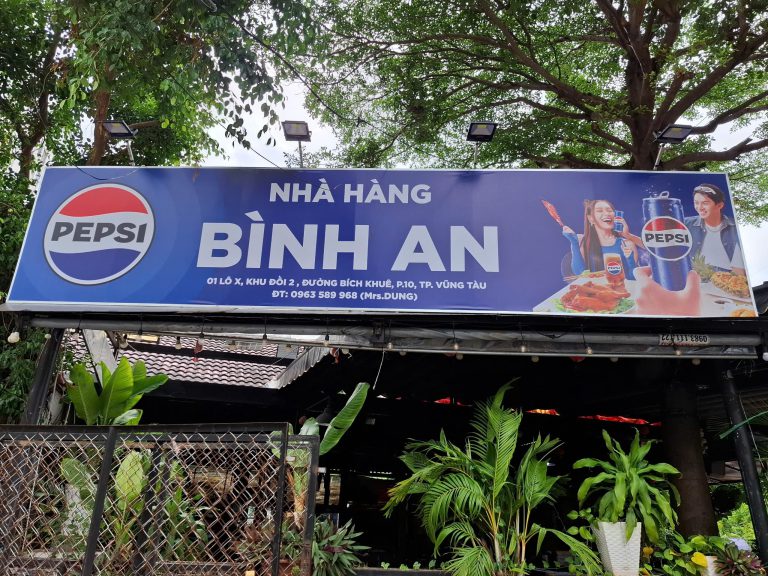 NHÀ HÀNG
BÌNH AN
01 LÔ X, KHU ĐỒI 2 , ĐƯỜNG BÍCH KHUÊ, P.10, TP. VŨNG TÀU
ĐT: 0963 589 968 (Mrs.DUNG)
PEPSI
PEPSI
PEPSI